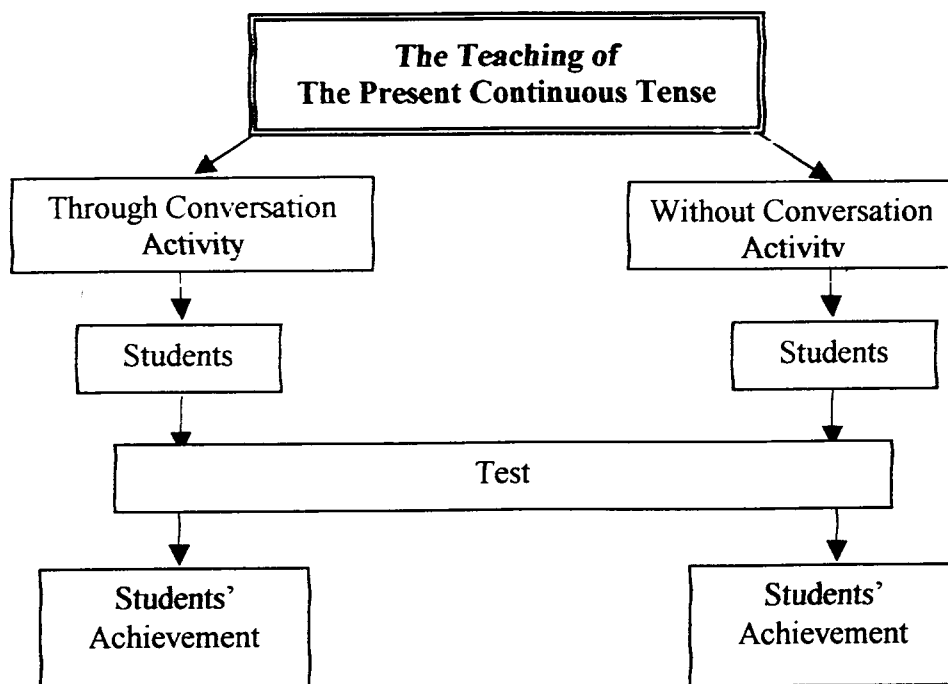 The Teaching of
The Present Continuous Tense
Through Conversation
Activity
Without Conversation
Activity
Students
Students
Test
Students'
Achievement
Students'
Achievement